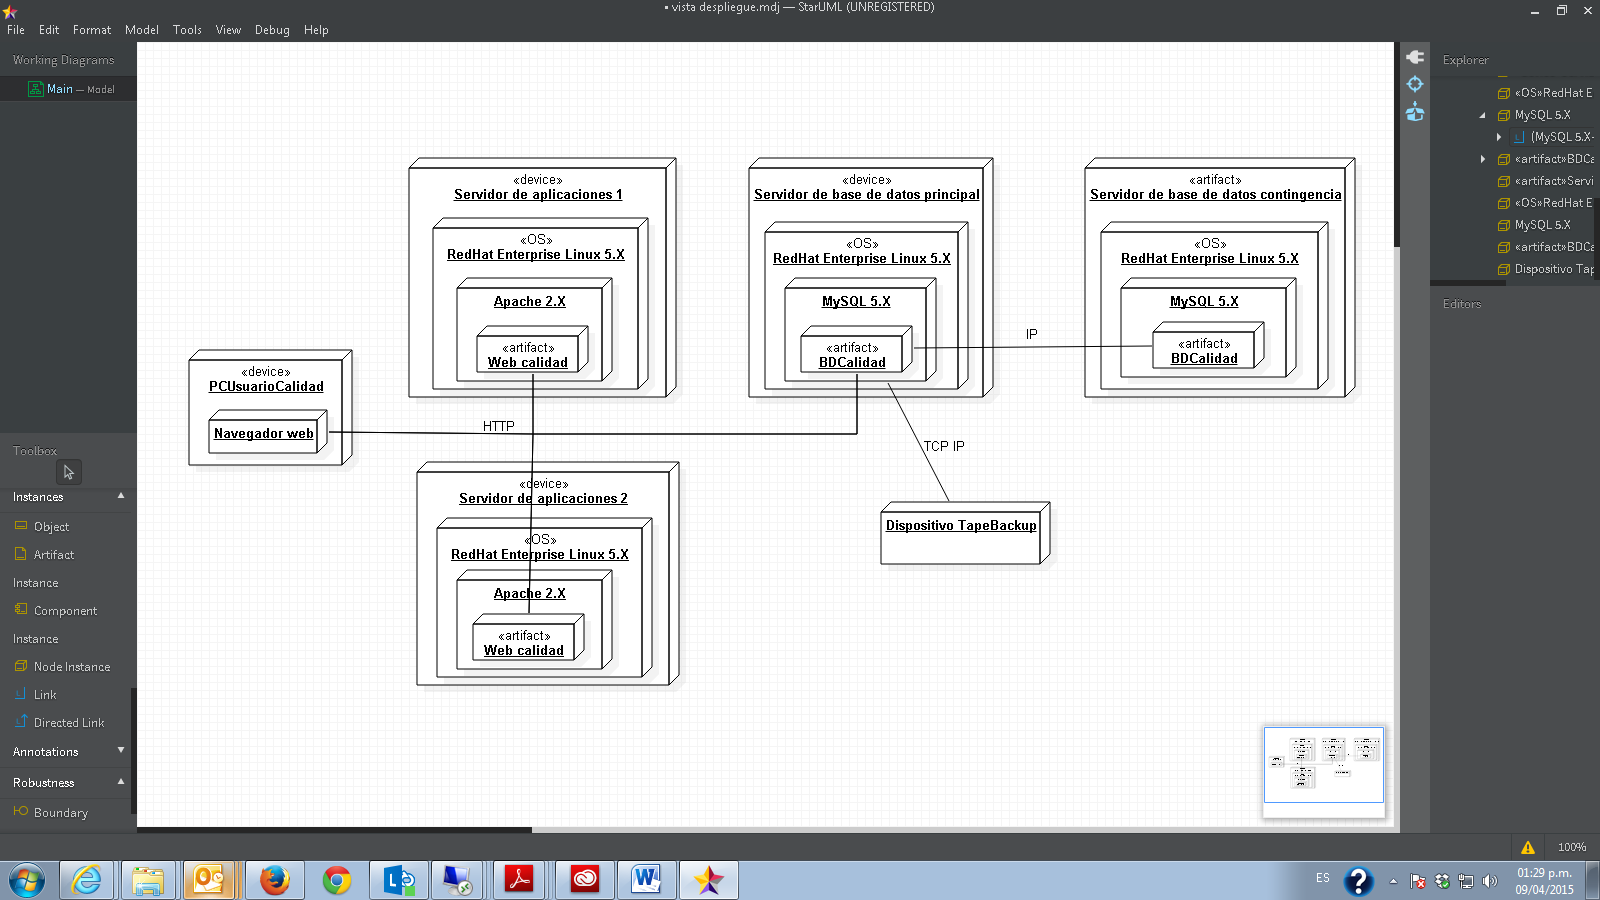 • vista despliegue.mdj — StarUML (UNREGISTERED)
File Edit Format Model Tools View Debug Help
Working Diagrams
Main — Model
Toolbox
Instances
Object
Artifact
Instance
Component
Instance
Node Instance
Link
Directed Link
Annotations
Robustness
Boundary
«device»
PCUsuarioCalidad
Navegador web
«device»
Servidor de aplicaciones 1
«OS»
RedHat Enterprise Linux 5.X
Apache 2.X
«artifact»
Web calidad
HTTP
«device»
Servidor de aplicaciones 2
«OS»
RedHat Enterprise Linux 5.X
Apache 2.X
«artifact»
Web calidad
«device»
Servidor de base de datos principal
«OS»
RedHat Enterprise Linux 5.X
MySQL 5.X
«artifact»
BDCalidad
IP
TCP IP
Dispositivo TapeBackup
«artifact»
Servidor de base de datos contingencia
«OS»
RedHat Enterprise Linux 5.X
MySQL 5.X
«artifact»
BDCalidad
Explorer
«OS»RedHat E
MySQL 5.X
(MySQL 5.X-
«artifact»BDCa
«artifact»Servi
«OS»RedHat E
MySQL 5.X
«artifact»BDCa
Dispositivo Tap
Editors
100%
ES
01:29 p.m.
09/04/2015